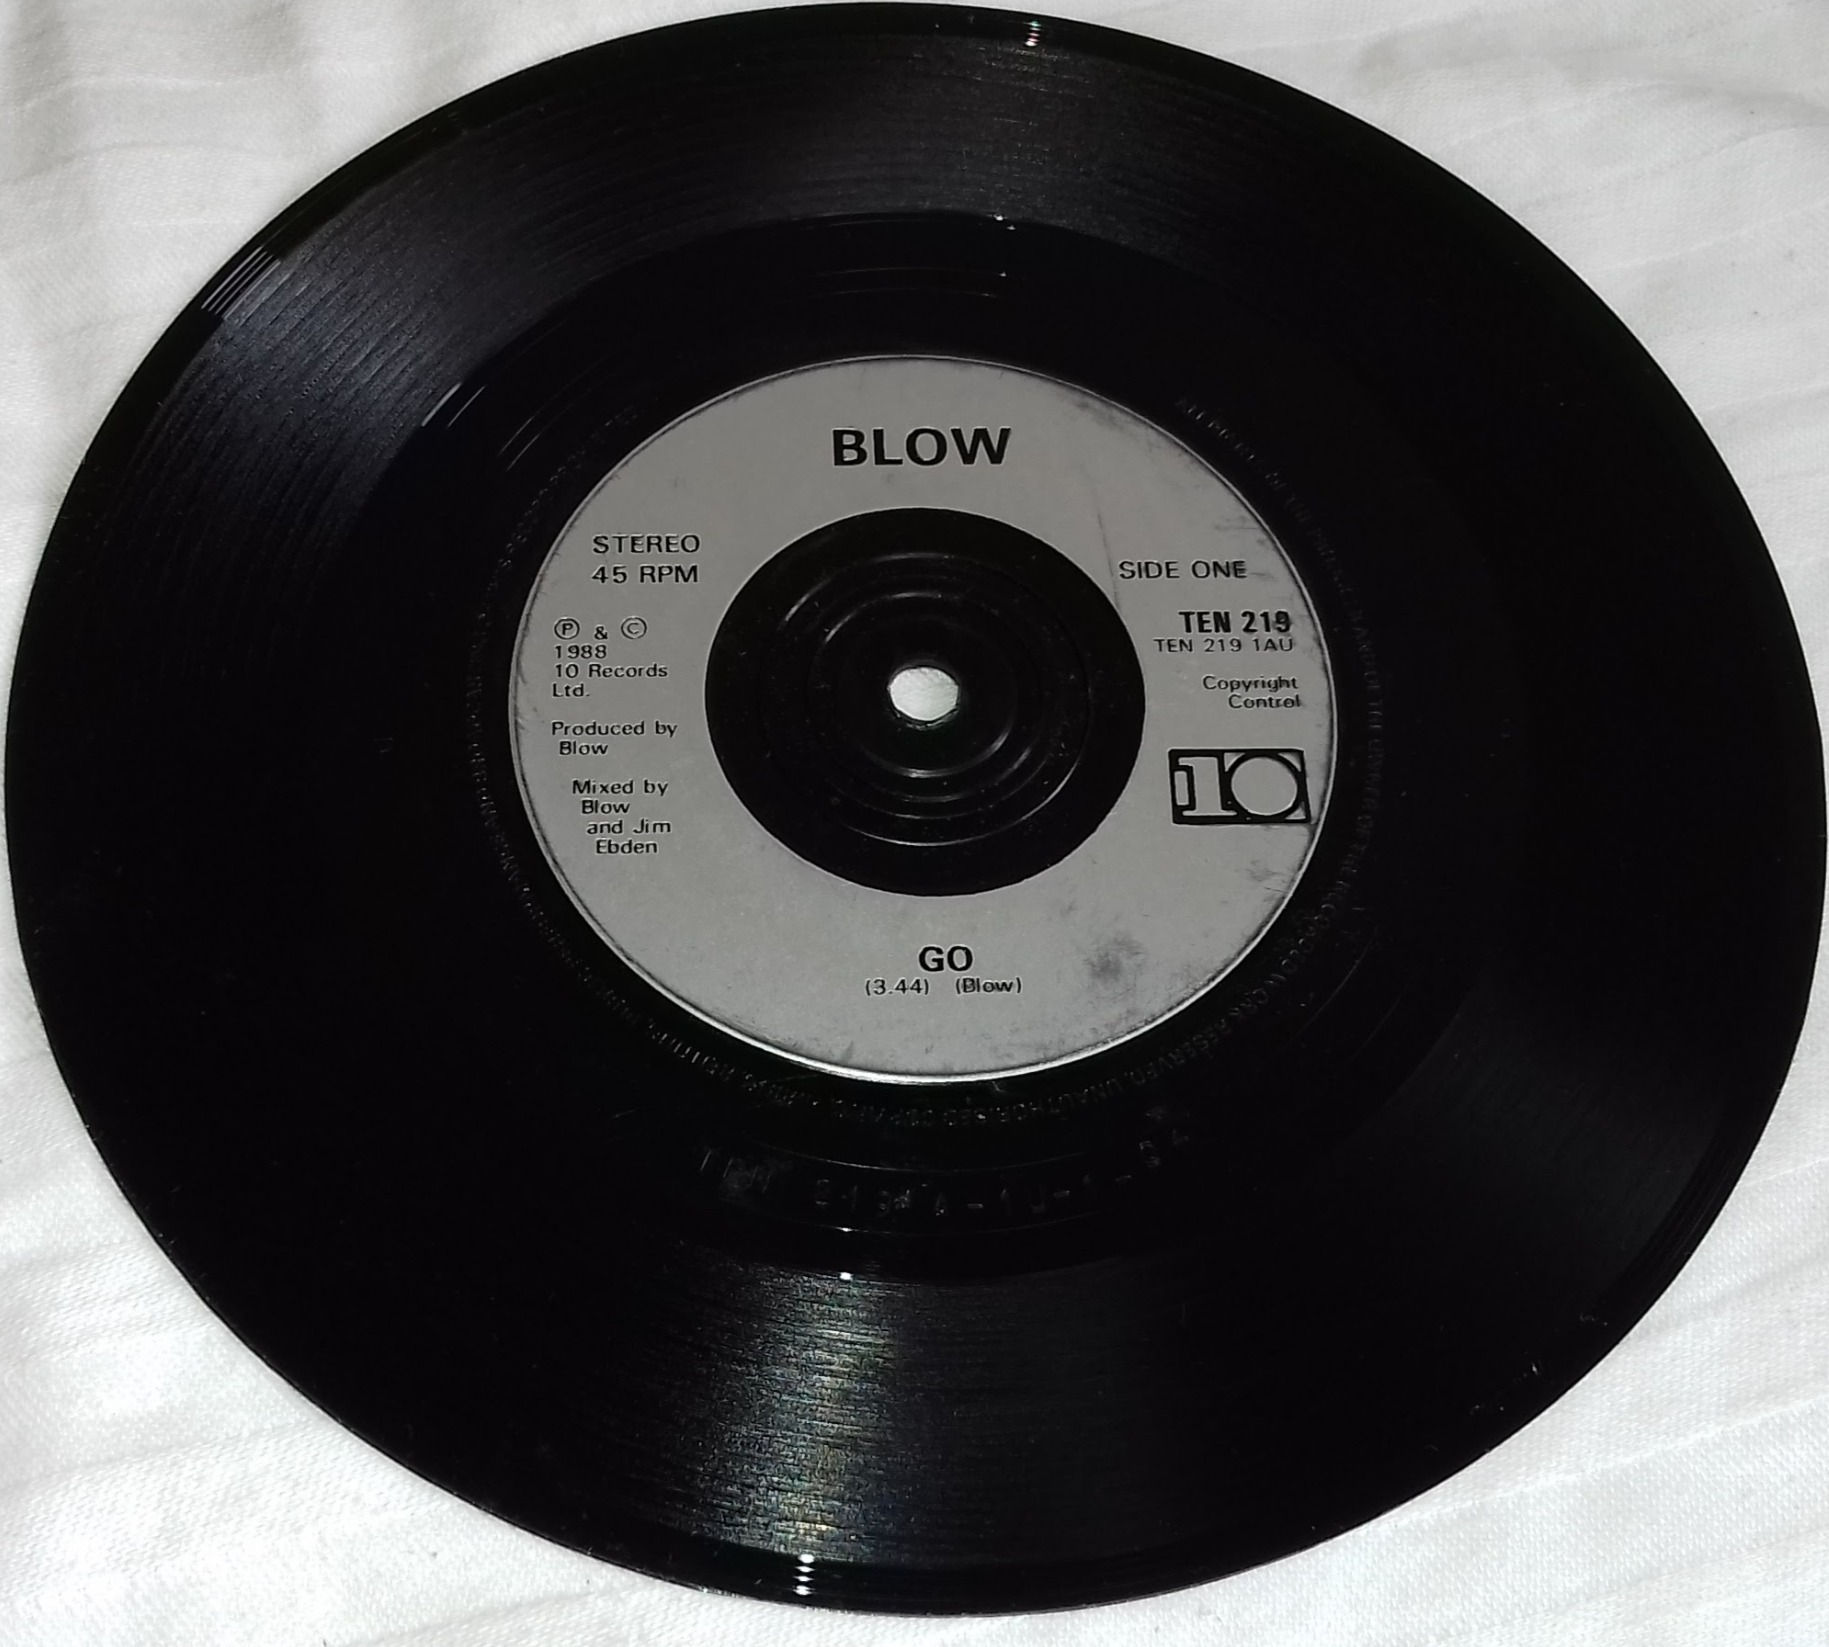 BLOW
STEREO
45 RPM
SIDE ONE
Ⓟ & ©
1988
10 Records
Ltd.
TEN 219
TEN 219 1AU
Copyright
Control
Produced by
Blow
10
Mixed by
Blow
and Jim
Ebden
GO
(3.44) (Blow)